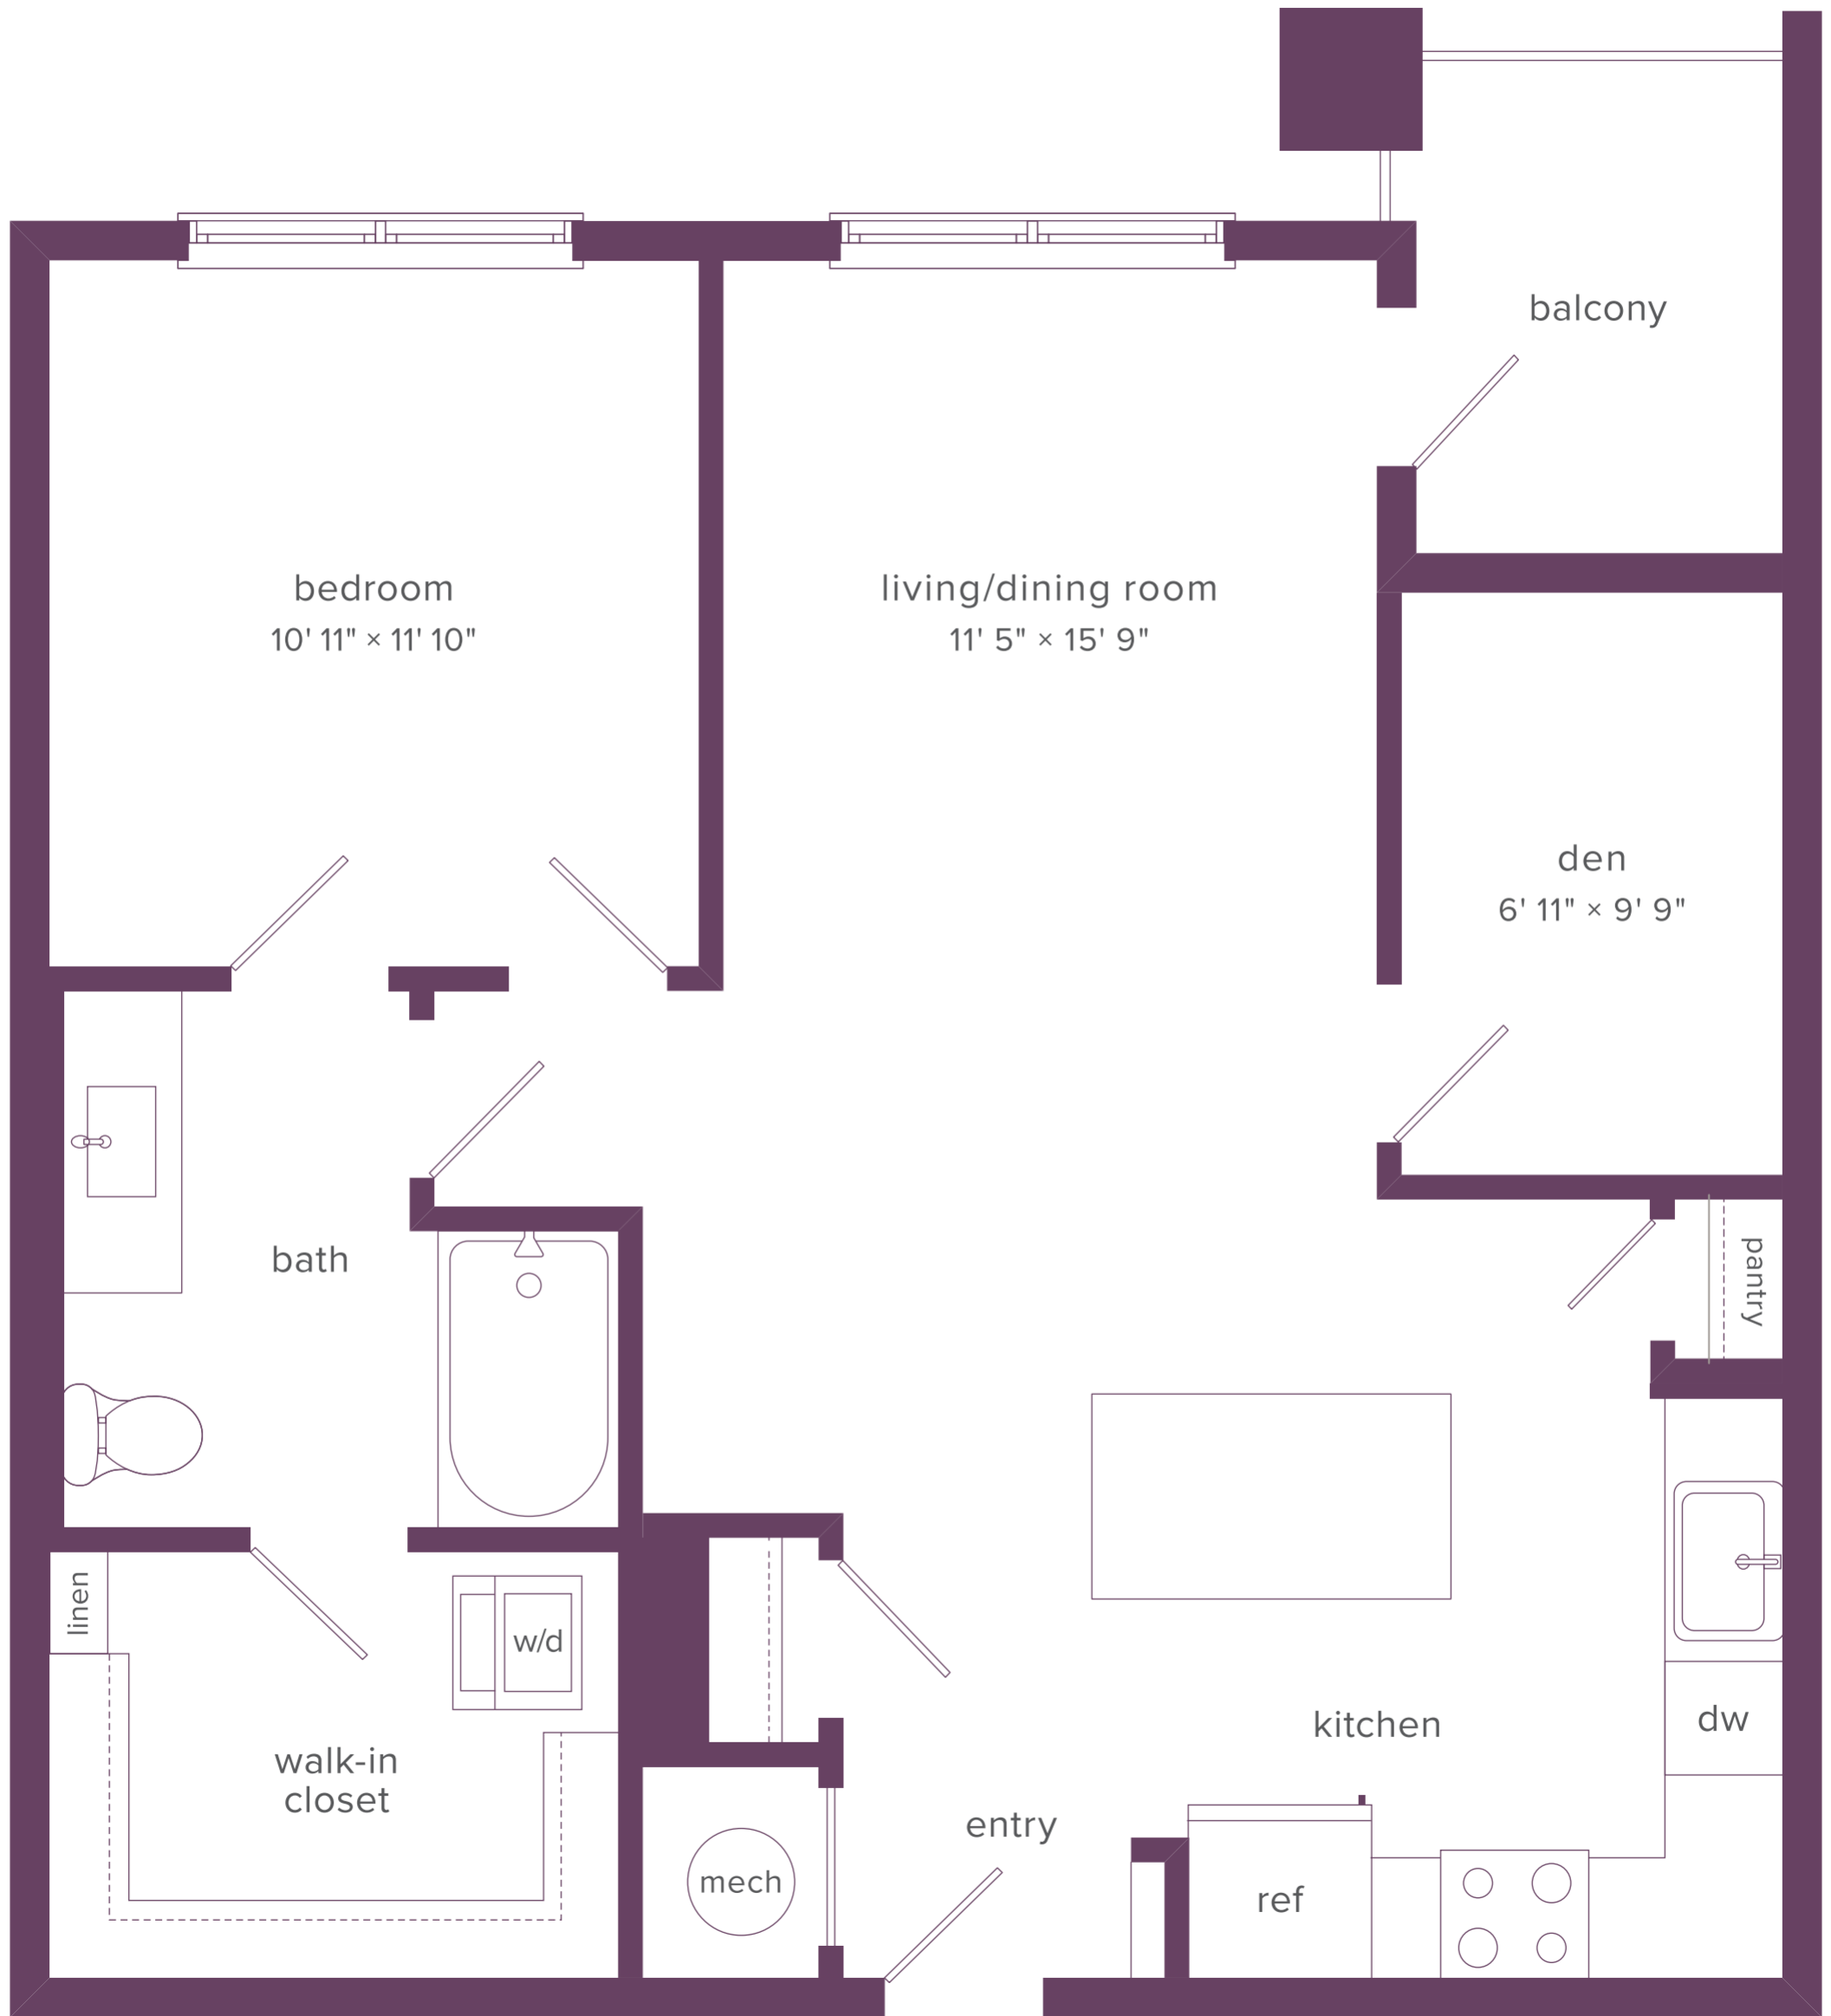 balcony
bedroom
10' 11" × 11' 10"
living/dining room
11' 5" × 15' 9"
den
6' 11" × 9' 9"
bath
pantry
linen
w/d
walk-in
closet
kitchen
dw
entry
mech
ref